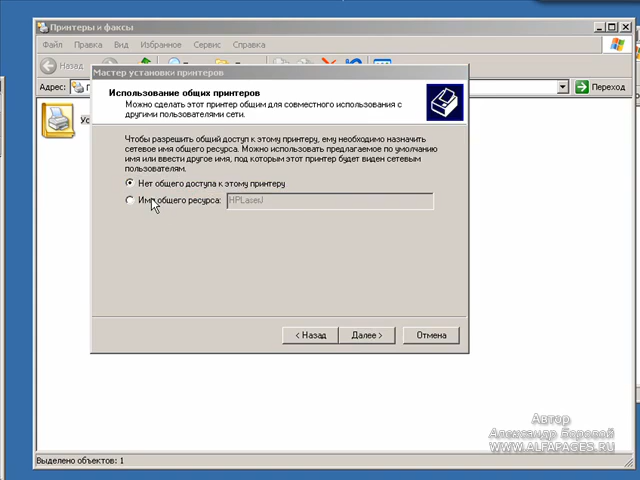 Принтеры и факсы
Файл Правка Вид Избранное Сервис Справка
Назад
Адрес: Переход
Мастер установки принтеров
Использование общих принтеров
Можно сделать этот принтер общим для совместного использования с
другими пользователями сети.
Чтобы разрешить общий доступ к этому принтеру, ему необходимо назначить
сетевое имя общего ресурса. Можно использовать предлагаемое по умолчанию
имя или ввести другое имя, под которым этот принтер будет виден сетевым
пользователям.
Нет общего доступа к этому принтеру
Имя общего ресурса: HPLaserJ
< Назад Далее > Отмена
Автор
Александр Боровой
WWW.ALFAPAGES.RU
Выделено объектов: 1